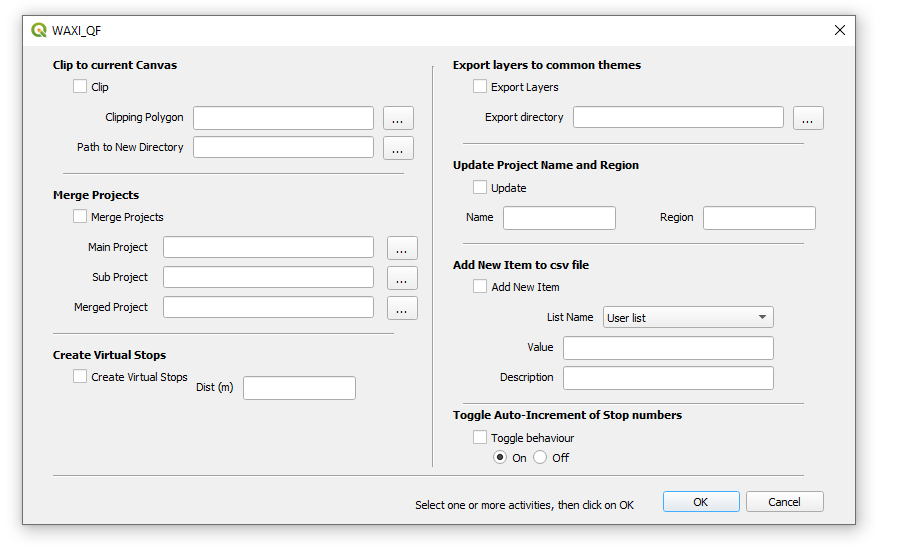 WAXI_QF
Clip to current Canvas
Clip
Clipping Polygon
...
Path to New Directory
...
Merge Projects
Merge Projects
Main Project
...
Sub Project
...
Merged Project
...
Create Virtual Stops
Create Virtual Stops
Dist (m)
Export layers to common themes
Export Layers
Export directory
...
Update Project Name and Region
Update
Name
Region
Add New Item to csv file
Add New Item
List Name
User list
Value
Description
Toggle Auto-Increment of Stop numbers
Toggle behaviour
On
Off
Select one or more activities, then click on OK
OK
Cancel